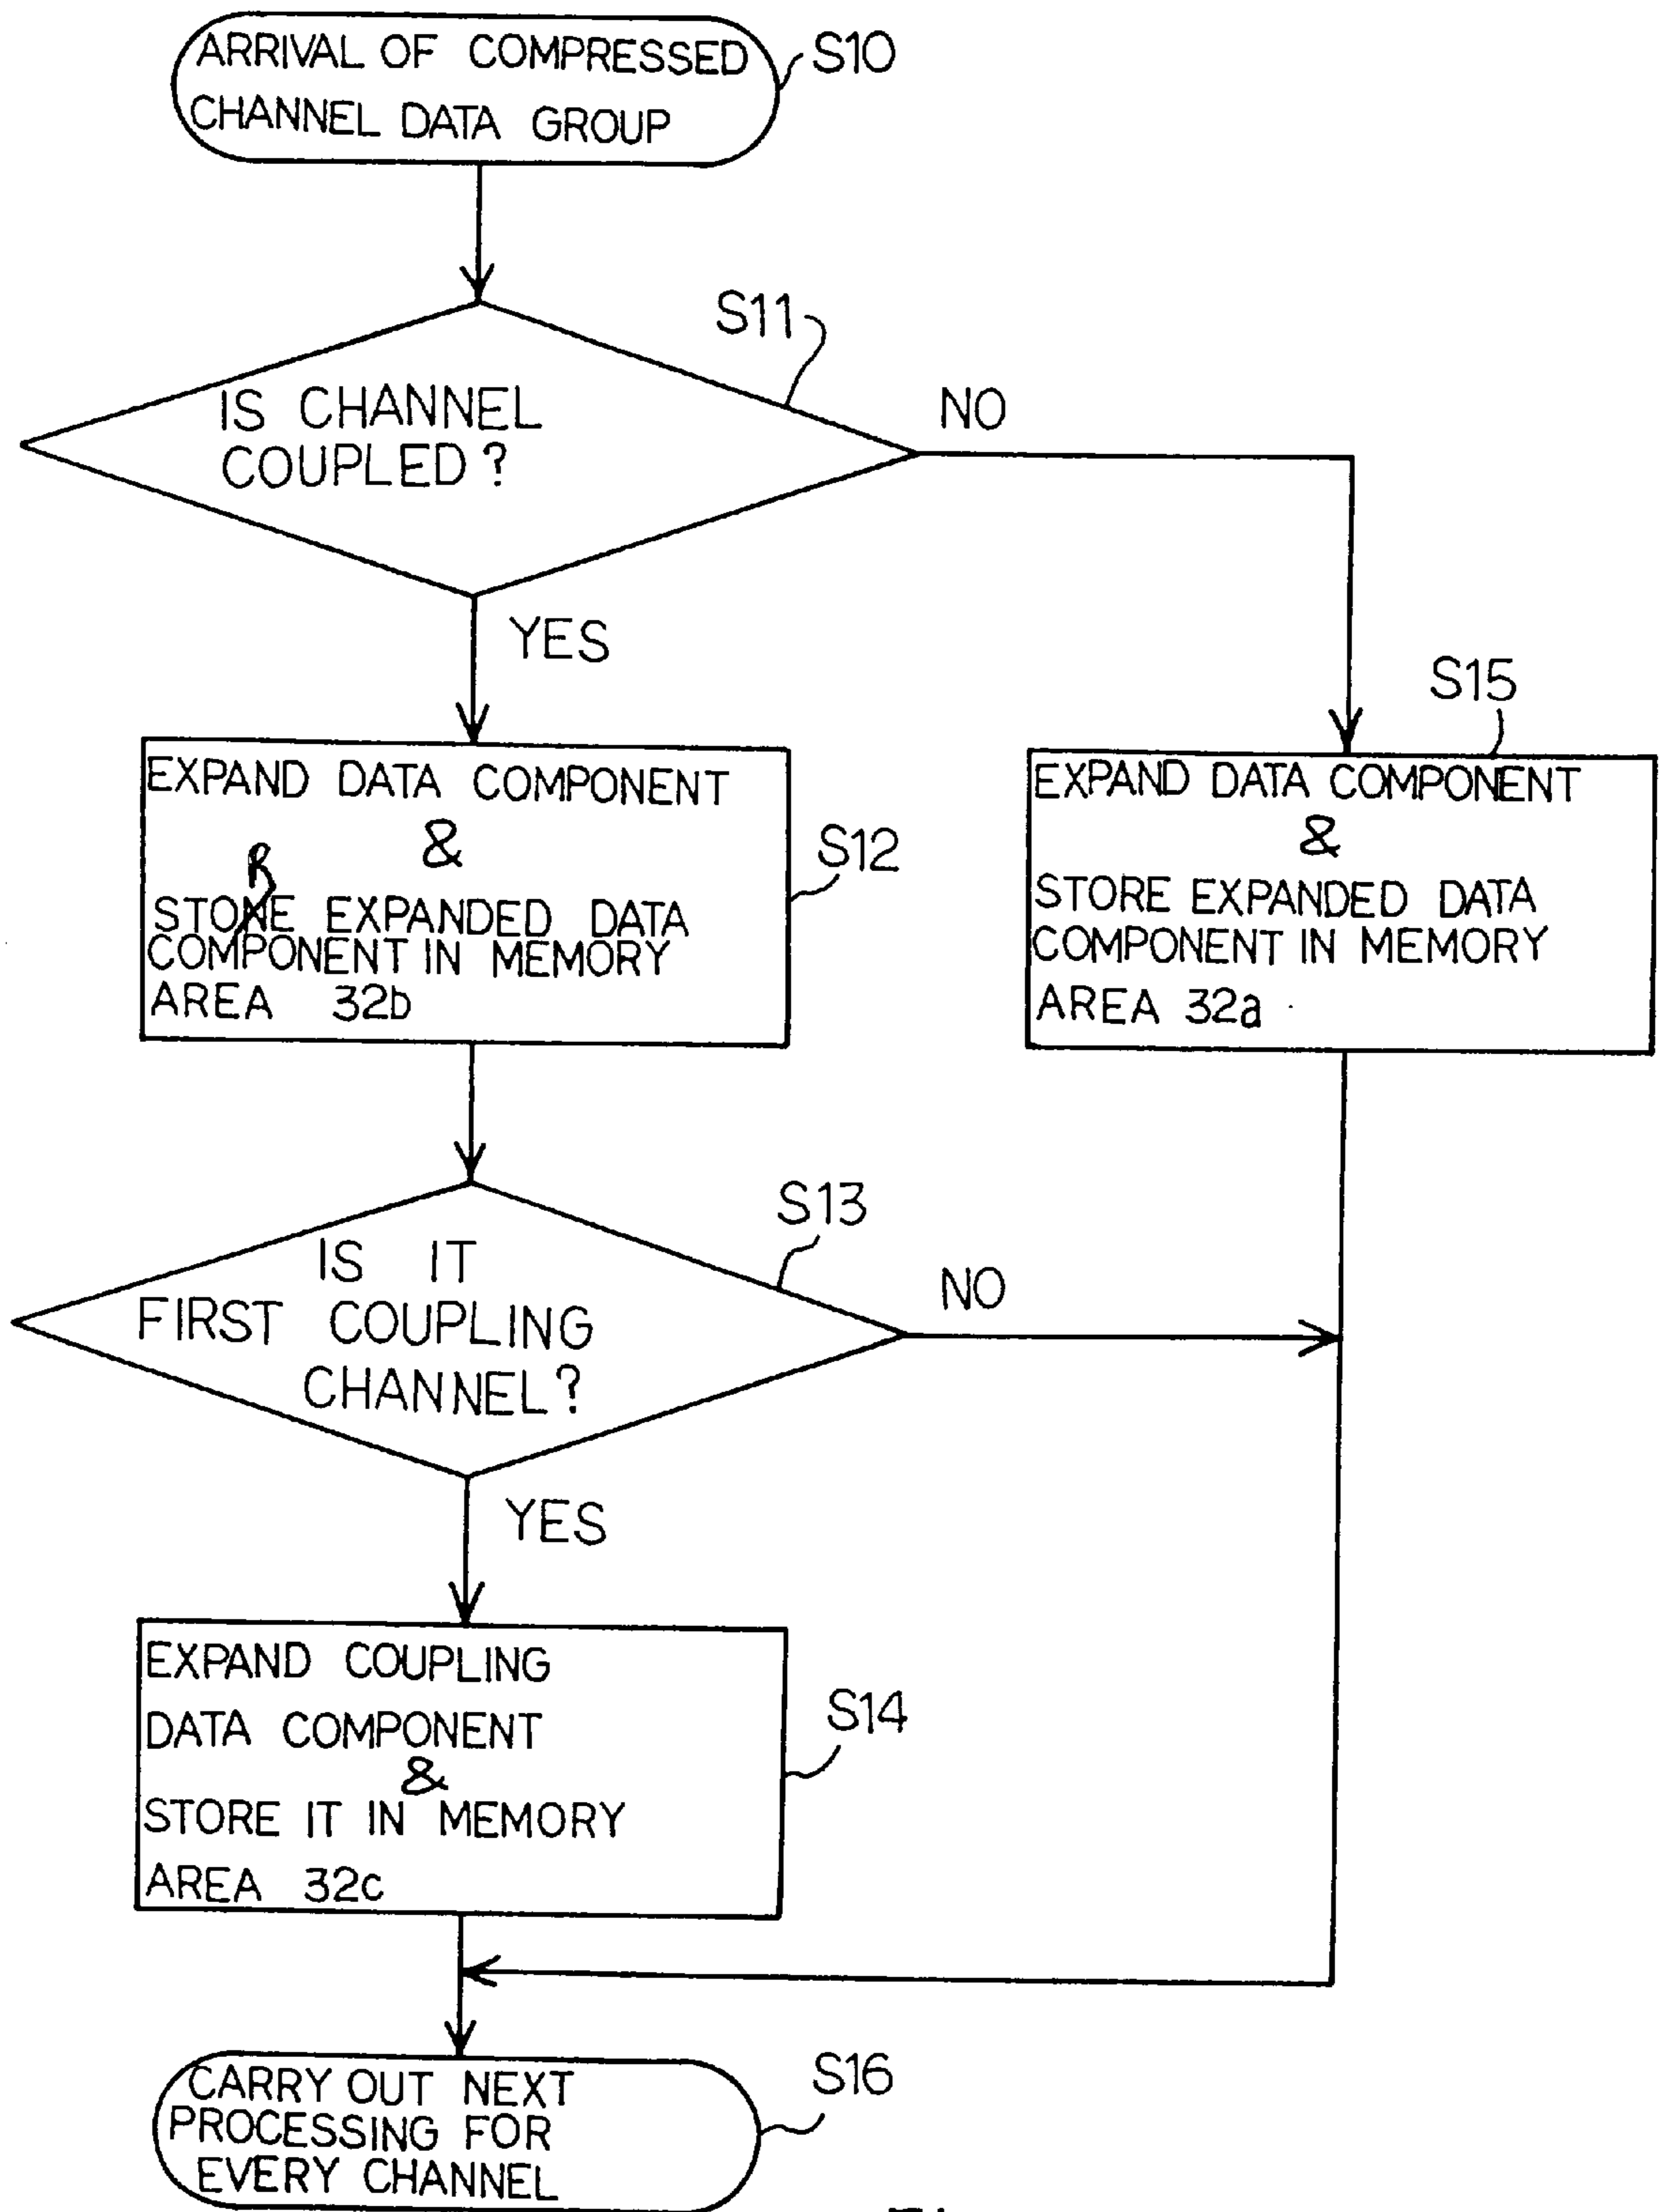 ARRIVAL OF COMPRESSED
CHANNEL DATA GROUP
S10
S11
IS CHANNEL
COUPLED?
NO
YES
S15
EXPAND DATA COMPONENT
&
R
STONE EXPANDED DATA
COMPONENT IN MEMORY
AREA 32b
S12
EXPAND DATA COMPONENT
&
STORE EXPANDED DATA
COMPONENT IN MEMORY
AREA 32a
S13
IS IT
FIRST COUPLING
CHANNEL?
NO
YES
EXPAND COUPLING
DATA COMPONENT
&
STORE IT IN MEMORY
AREA 32c
S14
CARRY OUT NEXT
PROCESSING FOR
EVERY CHANNEL
S16